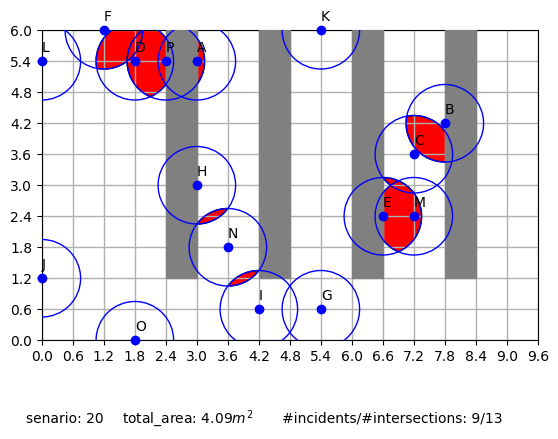 F
K
6.0
L
D
P
A
5.4
4.8
B
4.2
C
3.6
H
3.0
E
M
2.4
N
1.8
J
1.2
I
G
0.6
O
0.0
0.0 0.6 1.2 1.8 2.4 3.0 3.6 4.2 4.8 5.4 6.0 6.6 7.2 7.8 8.4 9.0 9.6
senario: 20 total_area: 4.09m² #incidents/#intersections: 9/13